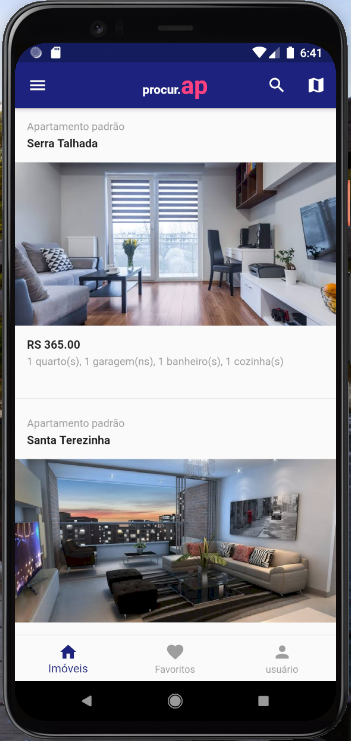 6:41
procur.ap
Apartamento padrão
Serra Talhada
RS 365.00
1 quarto(s), 1 garagem(ns), 1 banheiro(s), 1 cozinha(s)
Apartamento padrão
Santa Terezinha
Imóveis
Favoritos
usuário